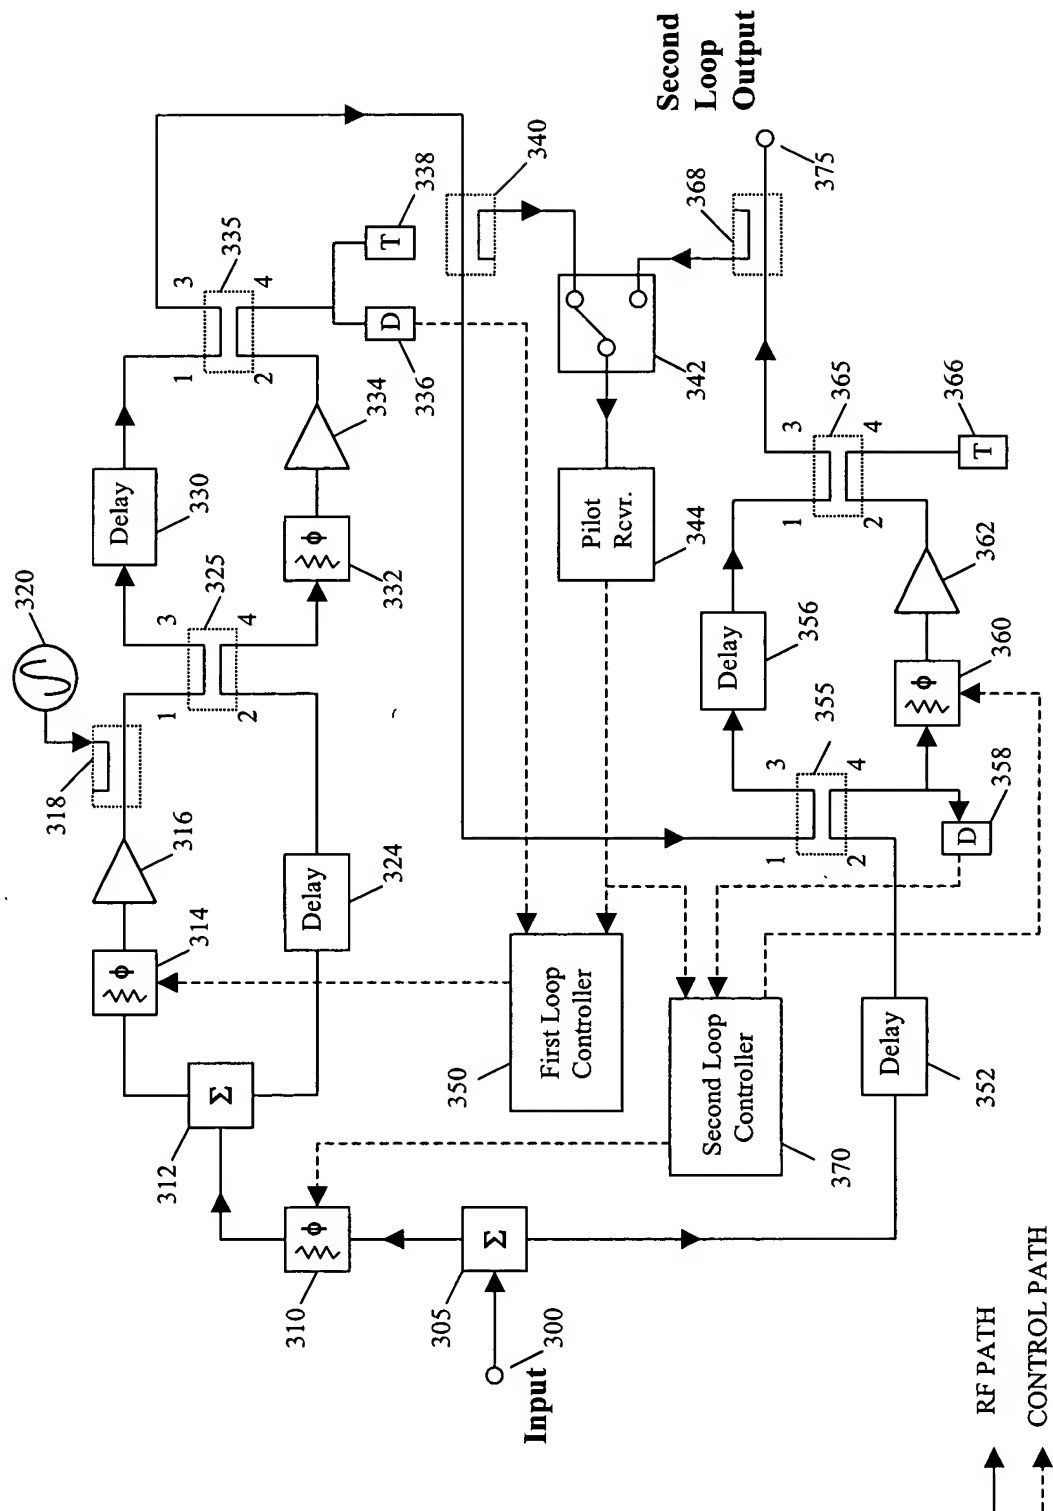 320
318
316
314
312
310
305
300
Input
Σ
Σ
ϕ
ϕ
Delay
324
1
2
3
4
325
Delay
330
ϕ
332
334
1
2
3
4
335
D
336
T
338
340
342
Pilot
Rcvr.
344
First Loop
Controller
350
Second Loop
Controller
370
Delay
352
1
2
3
4
355
Delay
356
D
358
ϕ
360
362
1
2
3
4
365
T
366
368
375
Second
Loop
Output
RF PATH
CONTROL PATH